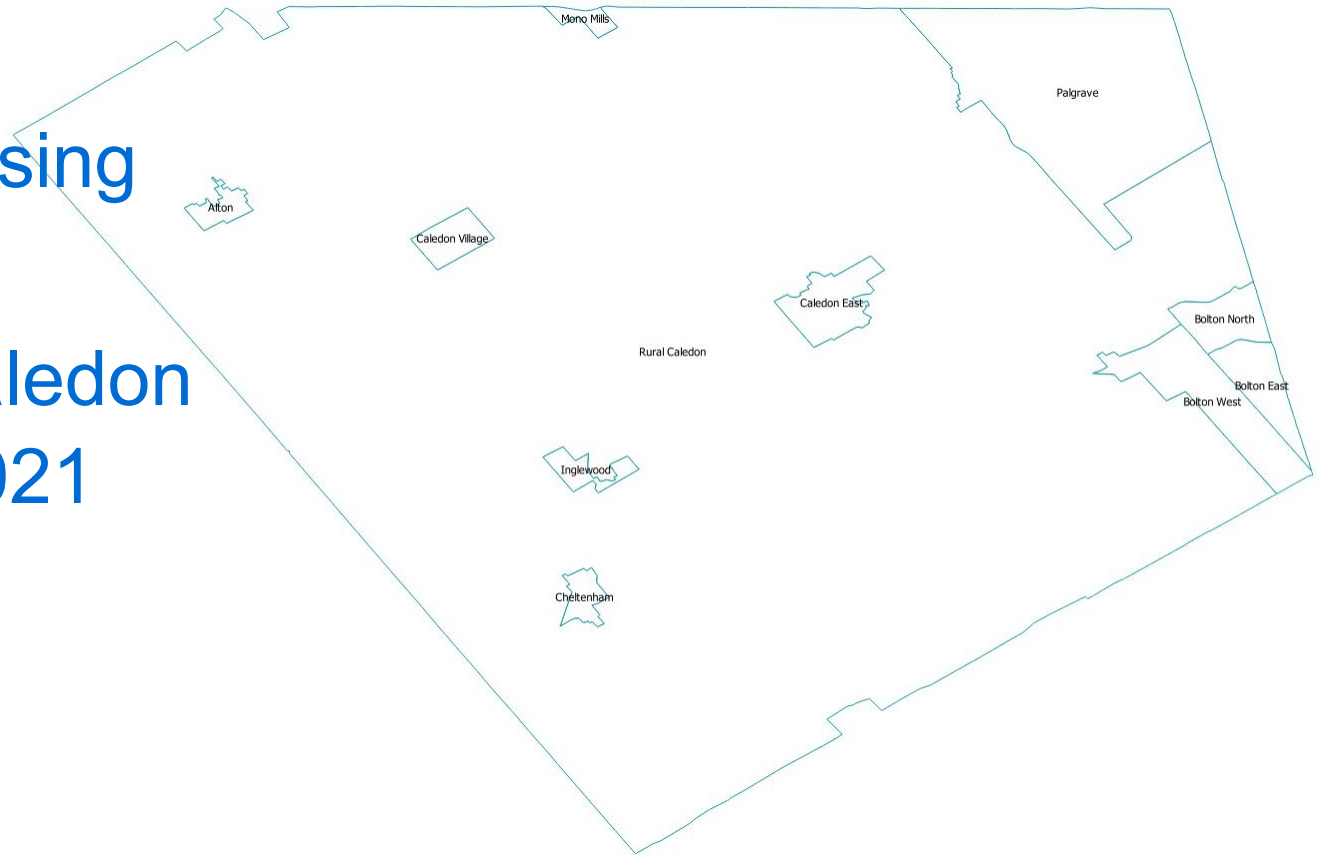 Mono Mills
Palgrave
sing
Alton
Caledon Village
Caledon East
Bolton North
Rural Caledon
ledon
Bolton East
Bolton West
Inglewood
021
Cheltenham